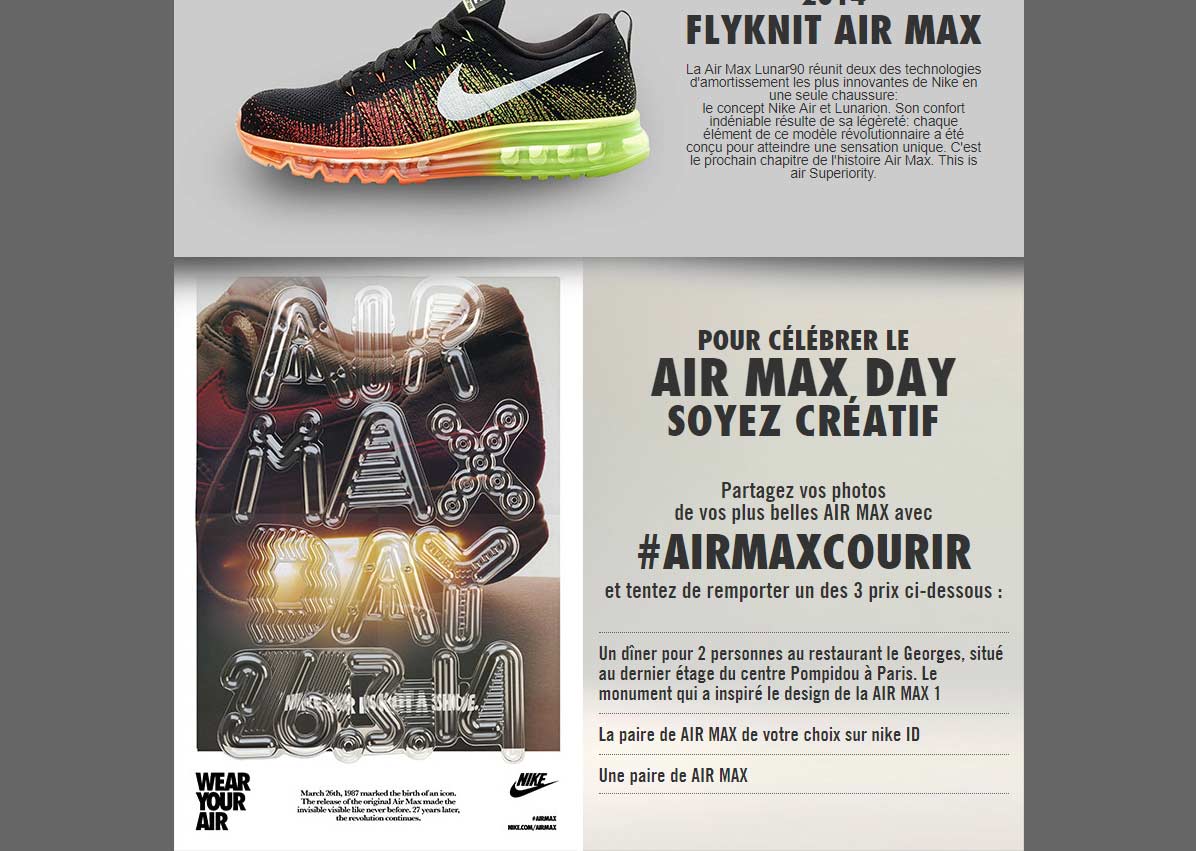 2014
FLYKNIT AIR MAX
La Air Max Lunar90 réunit deux des technologies
d'amortissement les plus innovantes de Nike en
une seule chaussure:
le concept Nike Air et Lunarion. Son confort
indéniable résulte de sa légèreté: chaque
élément de ce modèle révolutionnaire a été
conçu pour atteindre une sensation unique. C'est
le prochain chapitre de l'histoire Air Max. This is
air Superiority.
AIR
MAX
DAY
26.3.14
WEAR
YOUR
AIR
March 26th, 1987 marked the birth of an icon.
The release of the original Air Max made the
invisible visible like never before. 27 years later,
the revolution continues.
NIKE
#AIRMAX
NIKE.COM/AIRMAX
POUR CÉLÉBRER LE
AIR MAX DAY
SOYEZ CRÉATIF
Partagez vos photos
de vos plus belles AIR MAX avec
#AIRMAXCOURIR
et tentez de remporter un des 3 prix ci-dessous :
Un dîner pour 2 personnes au restaurant le Georges, situé
au dernier étage du centre Pompidou à Paris. Le
monument qui a inspiré le design de la AIR MAX 1
La paire de AIR MAX de votre choix sur nike ID
Une paire de AIR MAX